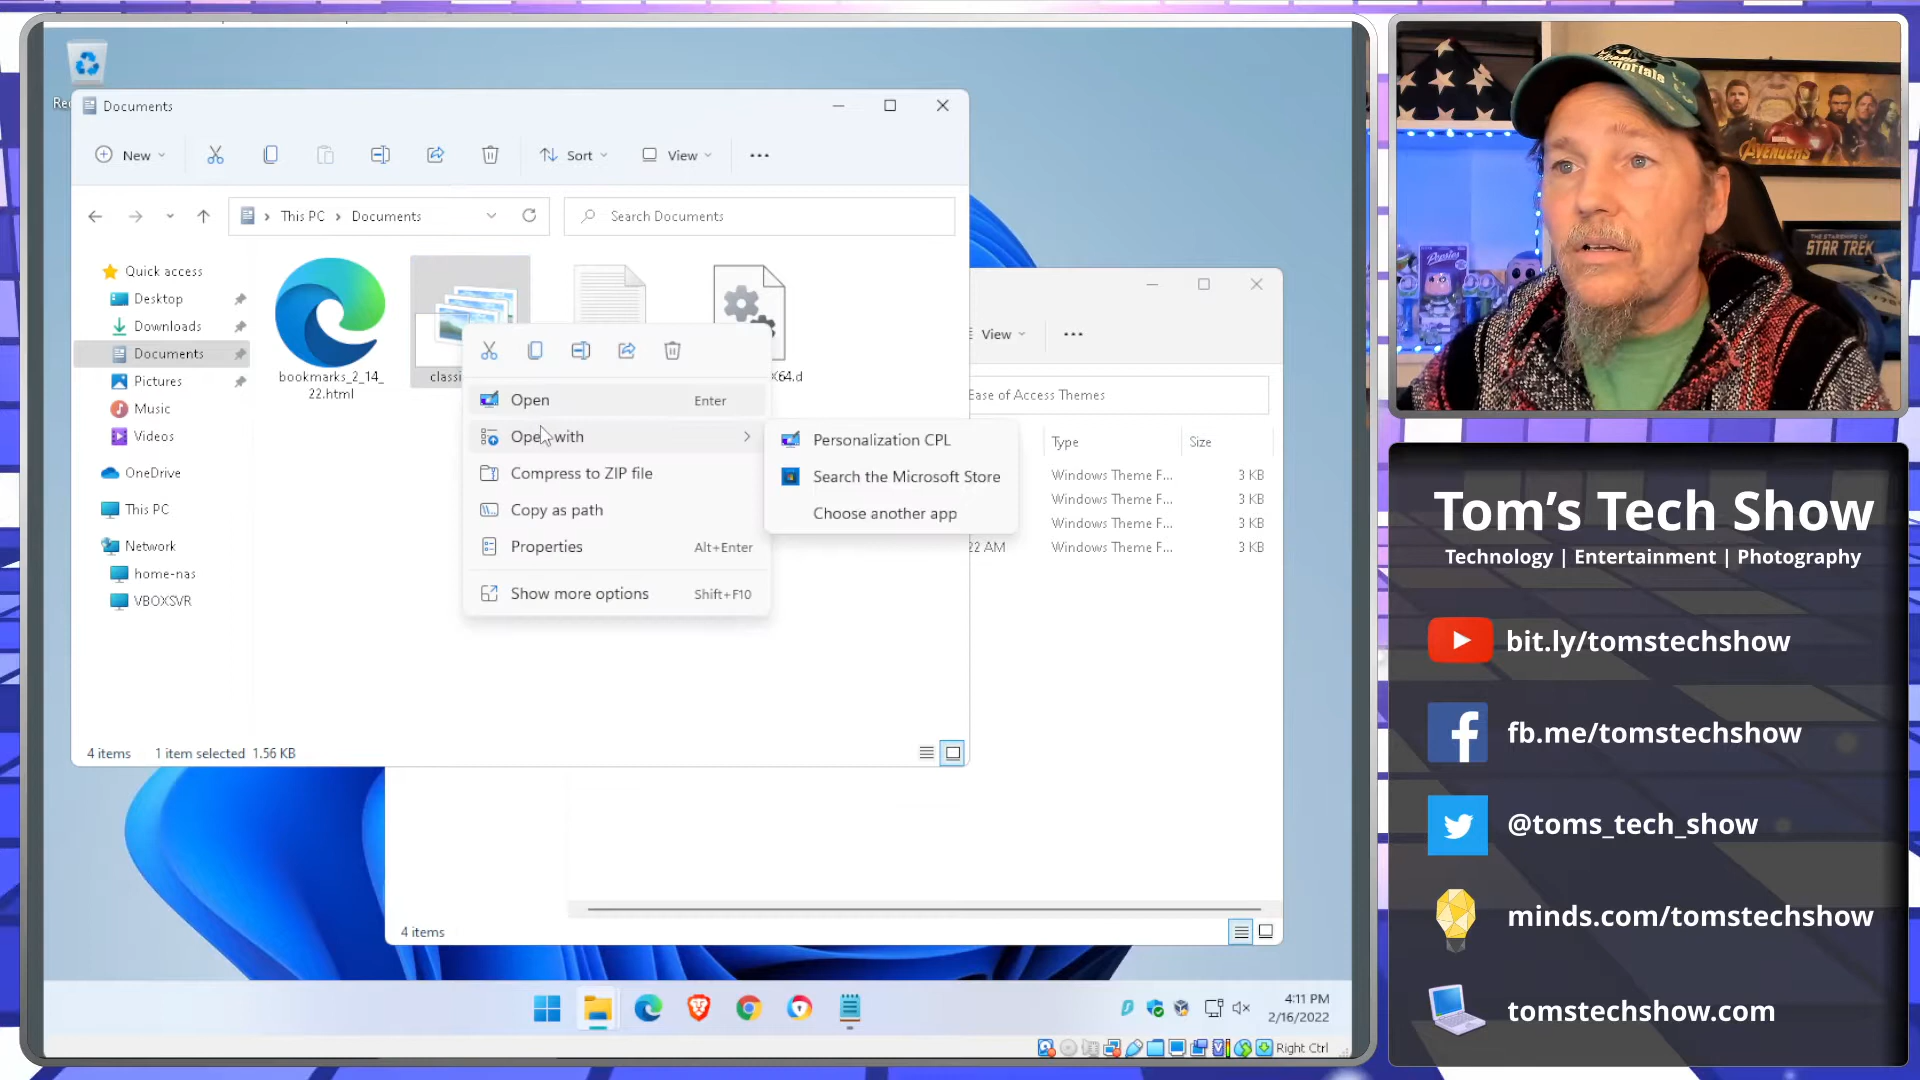 Documents
New
Sort
View
This PC
Documents
Search Documents
Quick access
Desktop
Downloads
Documents
Pictures
Music
Videos
OneDrive
This PC
Network
home-nas
VBOXSVR
bookmarks_2_14_
22.html
Open
Enter
Open with
Compress to ZIP file
Copy as path
Properties
Alt+Enter
Show more options
Shift+F10
Personalization CPL
Search the Microsoft Store
Choose another app
4 items
1 item selected 1.56 KB
View
Ease of Access Themes
Type
Size
Windows Theme F...
3 KB
Windows Theme F...
3 KB
Windows Theme F...
3 KB
22 AM
Windows Theme F...
3 KB
4 items
4:11 PM
2/16/2022
Right Ctrl
AVENGERS
THE STARSHIPS OF
STAR TREK
Tom's Tech Show
Technology | Entertainment | Photography
bit.ly/tomstechshow
fb.me/tomstechshow
@toms_tech_show
minds.com/tomstechshow
tomstechshow.com